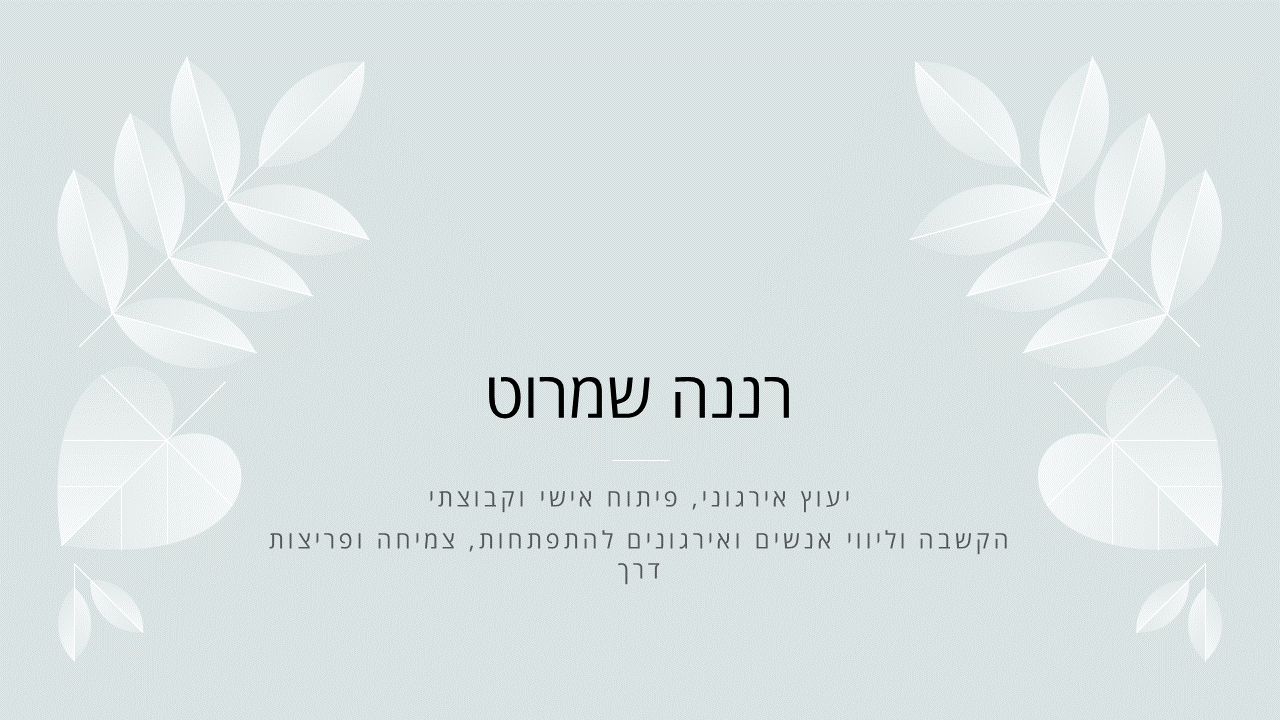 רננה שמרוט
יעוץ אירגוני, פיתוח אישי וקבוצתי
הקשבה וליווי אנשים ואירגונים להתפתחות, צמיחה ופריצות
דרך